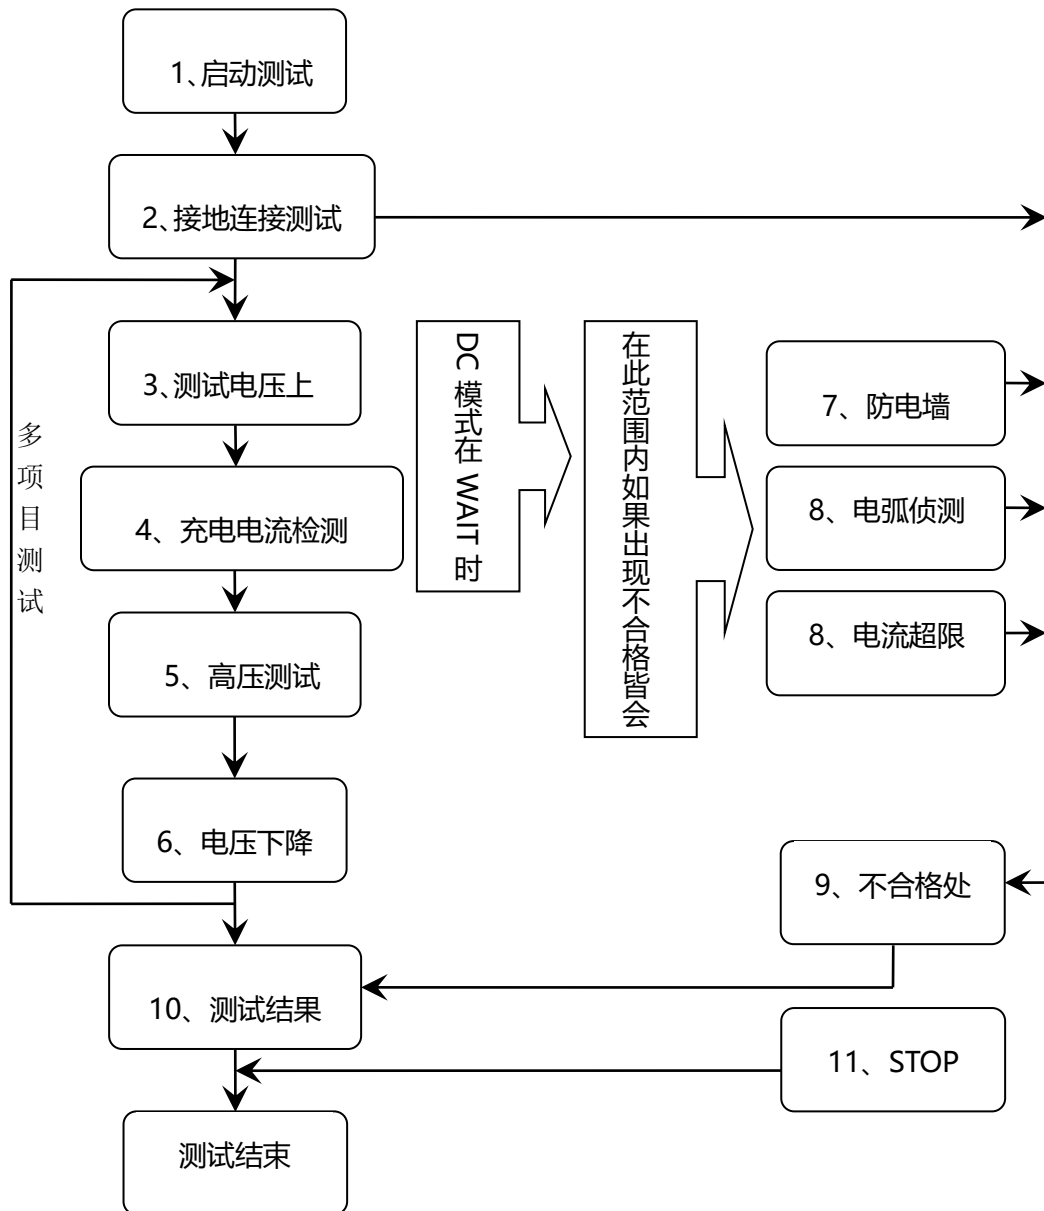 1、启动测试
2、接地连接测试
3、测试电压上
4、充电电流检测
5、高压测试
6、电压下降
多项目测试
DC 模式在 WAIT 时
在此范围内如果出现不合格皆会
7、防电墙
8、电弧侦测
8、电流超限
9、不合格处
10、测试结果
11、STOP
测试结束